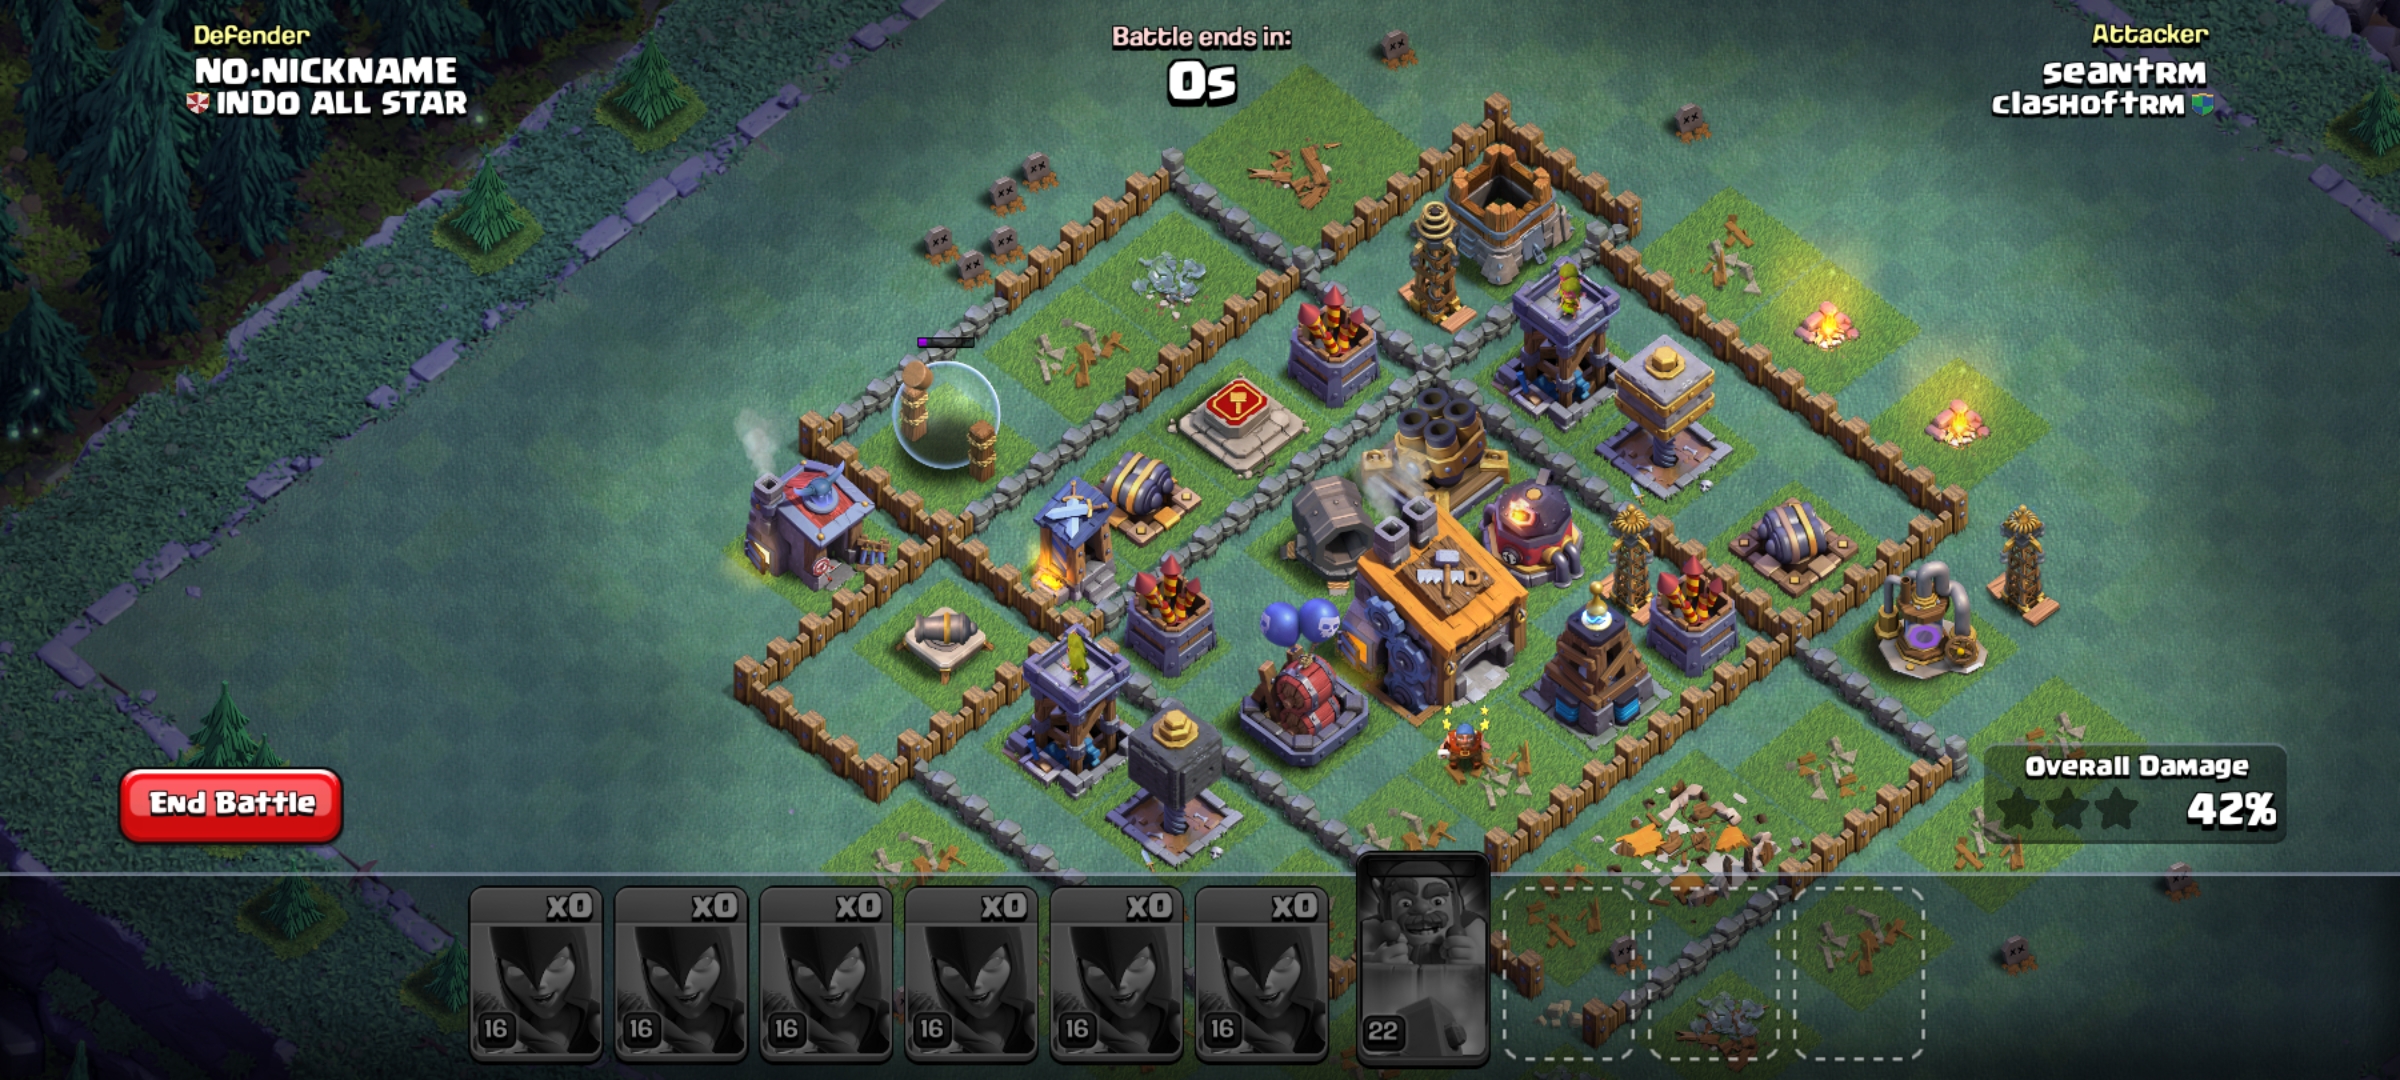 Defender
NO•NICKNAME
INDO ALL STAR
Battle ends in:
0s
Attacker
seantRM
clashoftRM
End Battle
Overall Damage
42%
x0 x0 x0 x0 x0 x0
16 16 16 16 16 16 22